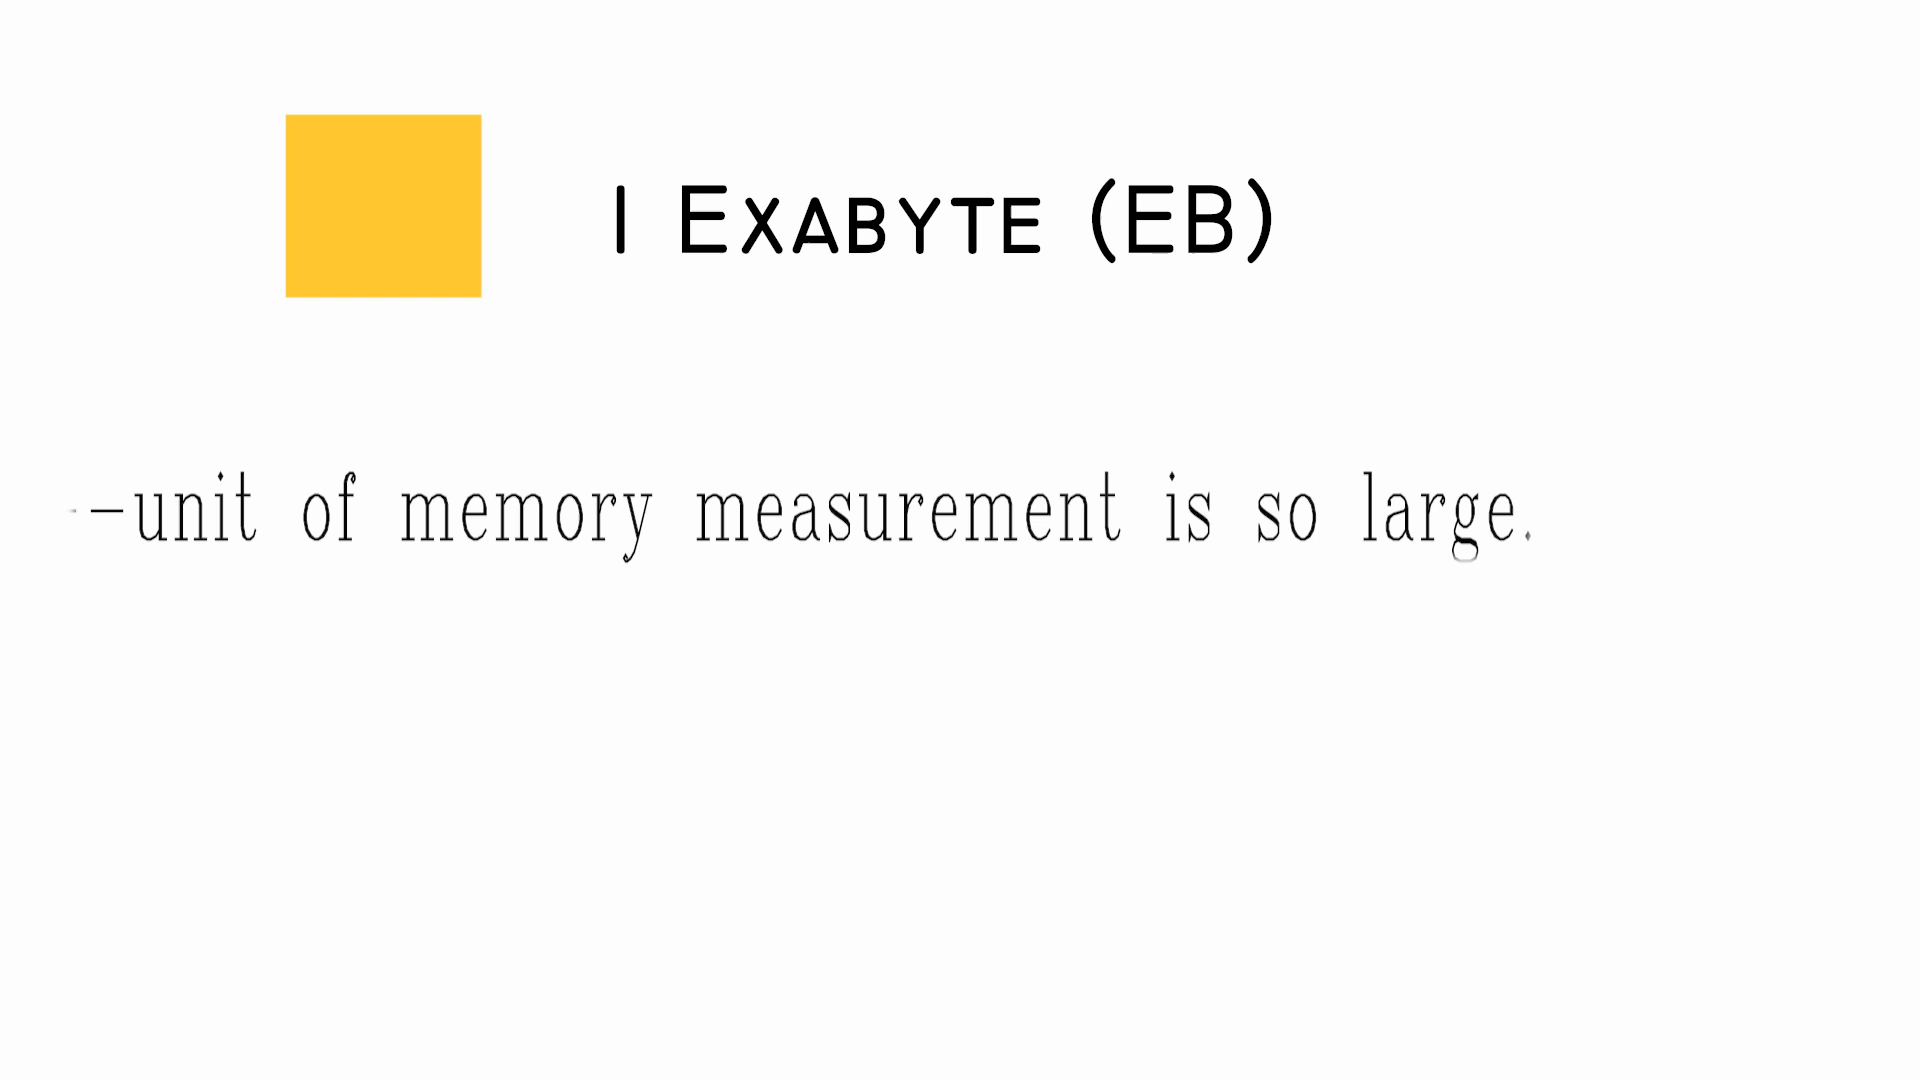 1 Exabyte (EB)
--unit of memory measurement is so large.